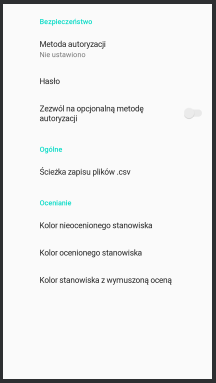 Bezpieczeństwo
Metoda autoryzacji
Nie ustawiono
Hasło
Zezwól na opcjonalną metodę
autoryzacji
Ogólne
Ścieżka zapisu plików .csv
Ocenianie
Kolor nieocenionego stanowiska
Kolor ocenionego stanowiska
Kolor stanowiska z wymuszoną oceną